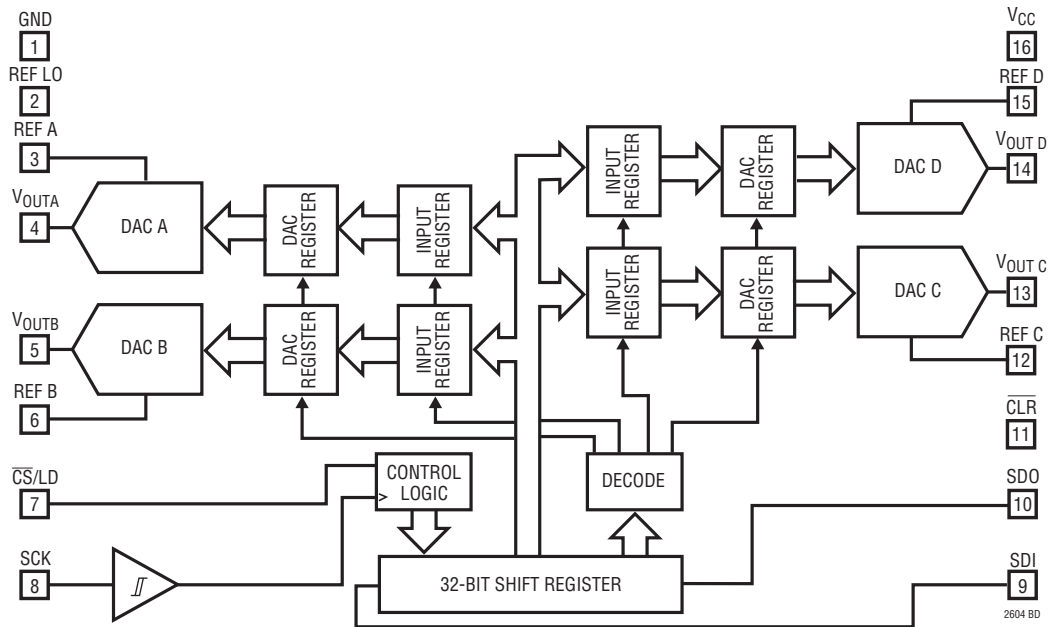 GND
1
REF LO
2
REF A
3
VOUTA
4
VOUTB
5
REF B
6
CS/LD
7
SCK
8
DAC A
DAC B
DAC
REGISTER
INPUT
REGISTER
DAC
REGISTER
INPUT
REGISTER
CONTROL
LOGIC
>
32-BIT SHIFT REGISTER
DECODE
INPUT
REGISTER
DAC
REGISTER
INPUT
REGISTER
DAC
REGISTER
DAC D
DAC C
VCC
16
REF D
15
VOUT D
14
VOUT C
13
REF C
12
CLR
11
SDO
10
SDI
9
2604 BD